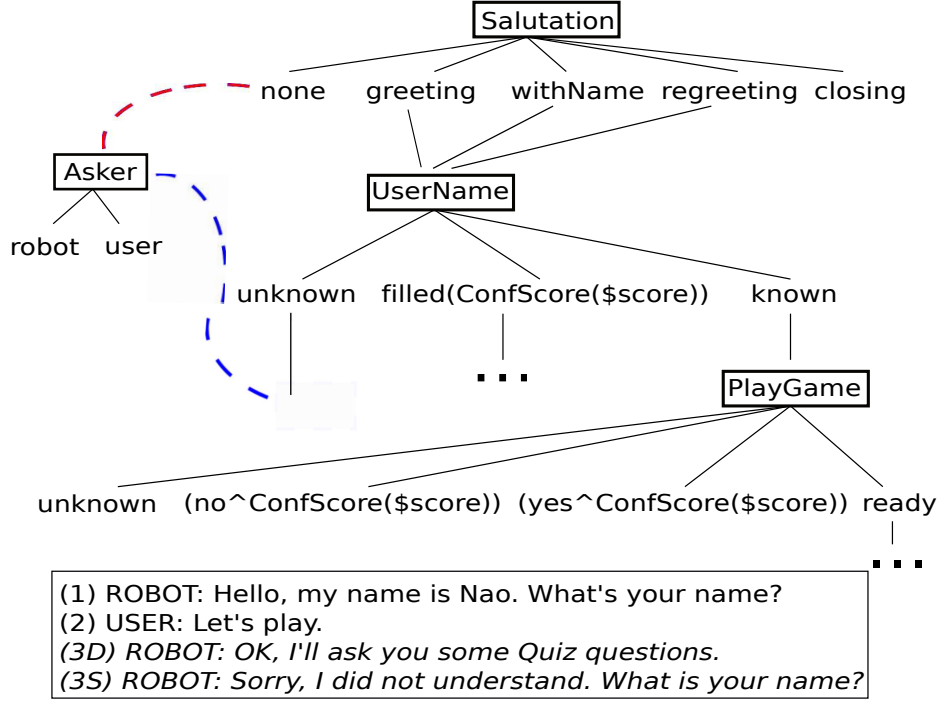 Salutation
none greeting withName regreeting closing
Asker
UserName
robot user
unknown filled(ConfScore($score)) known
...
PlayGame
unknown (no^ConfScore($score)) (yes^ConfScore($score)) ready
...
(1) ROBOT: Hello, my name is Nao. What's your name?
(2) USER: Let's play.
(3D) ROBOT: OK, I'll ask you some Quiz questions.
(3S) ROBOT: Sorry, I did not understand. What is your name?